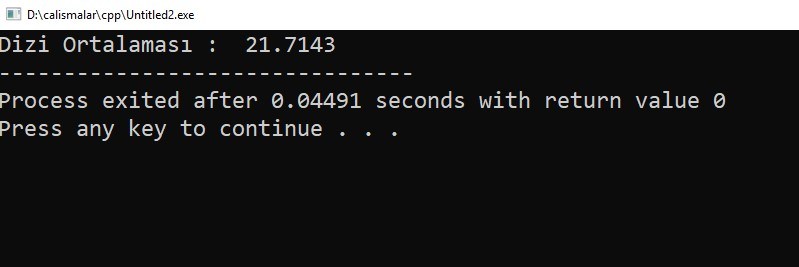 D:\calismalar\cpp\Untitled2.exe
Dizi Ortalaması :  21.7143
--------------------------------
Process exited after 0.04491 seconds with return value 0
Press any key to continue . . .